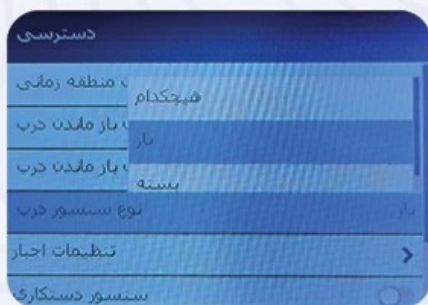 دسترسی
منطقه زمانی
هیچکدام
باز ماندن درب
باز
باز ماندن درب
بسته
نوع سنسور درب
باز
تنظیمات اجبار
سنسور دستکاری